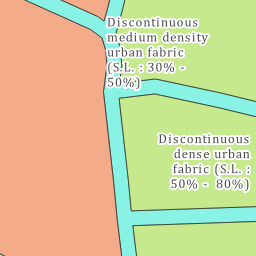 Discontinuous
medium density
urban fabric
(S.L. : 30% -
50%)
Discontinuous
dense urban
fabric (S.L. :
50% - 80%)